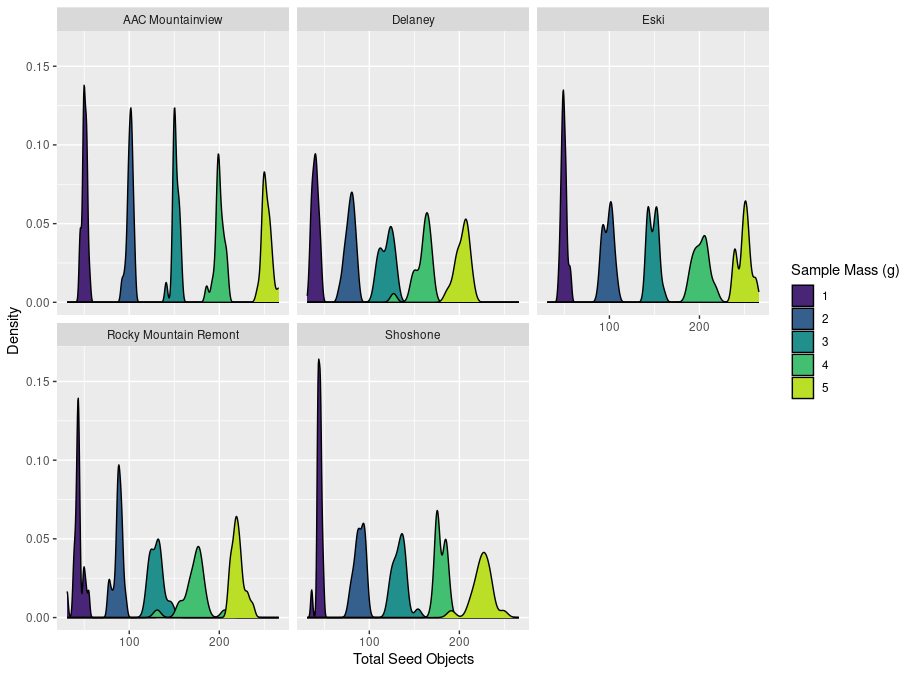 AAC Mountainview
Delaney
Eski
0.15
0.10
0.05
0.00
100
200
Rocky Mountain Remont
Shoshone
0.15
0.10
0.05
0.00
100
200
100
200
Density
Total Seed Objects
Sample Mass (g)
1
2
3
4
5